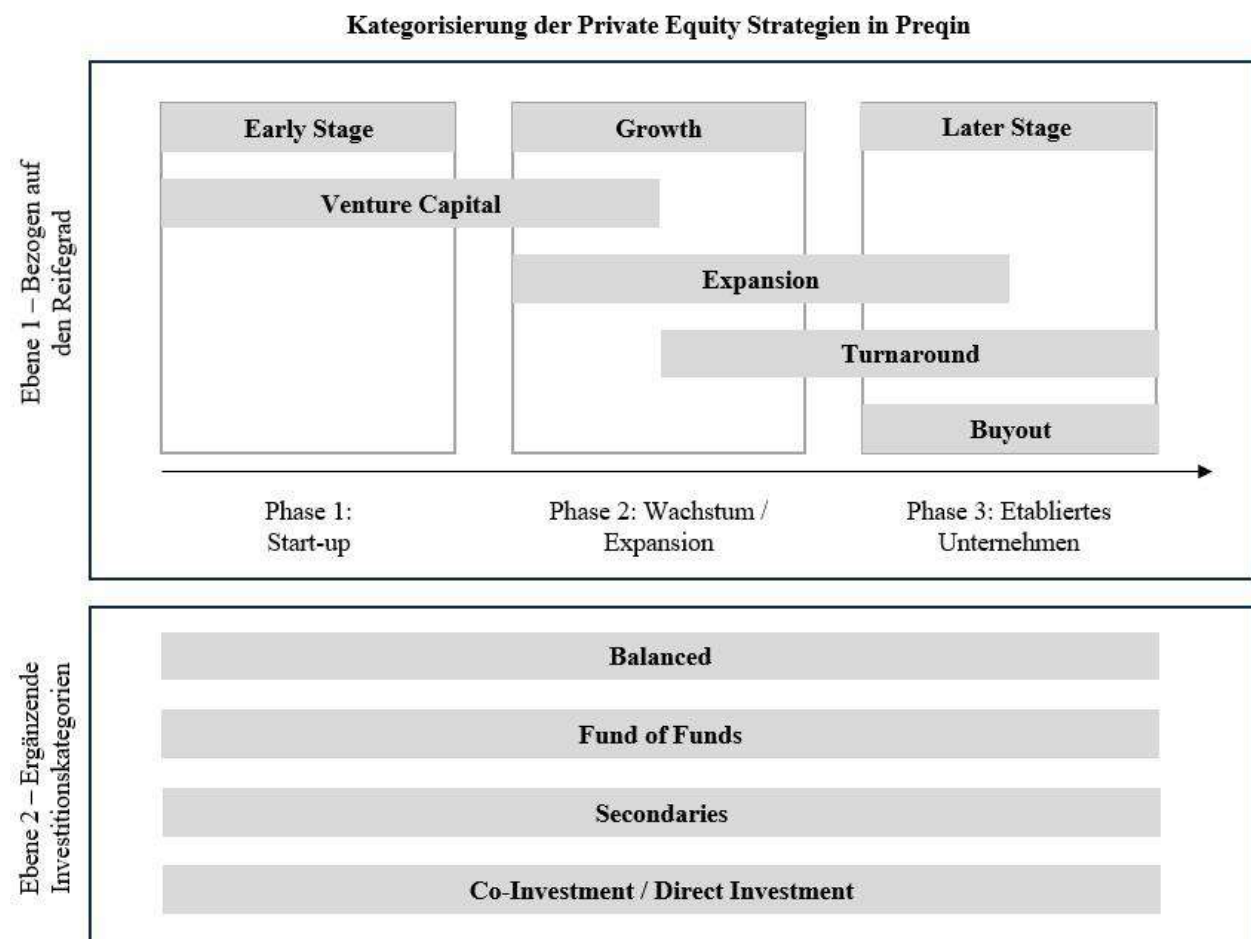 Kategorisierung der Private Equity Strategien in Preqin
Ebene 1 – Bezogen auf
den Reifegrad
Early Stage
Growth
Later Stage
Venture Capital
Expansion
Turnaround
Buyout
Phase 1:
Start-up
Phase 2: Wachstum /
Expansion
Phase 3: Etabliertes
Unternehmen
Ebene 2 – Ergänzende
Investitionskategorien
Balanced
Fund of Funds
Secondaries
Co-Investment / Direct Investment